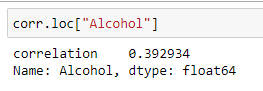 corr.loc["Alcohol"]
correlation    0.392934
Name: Alcohol, dtype: float64